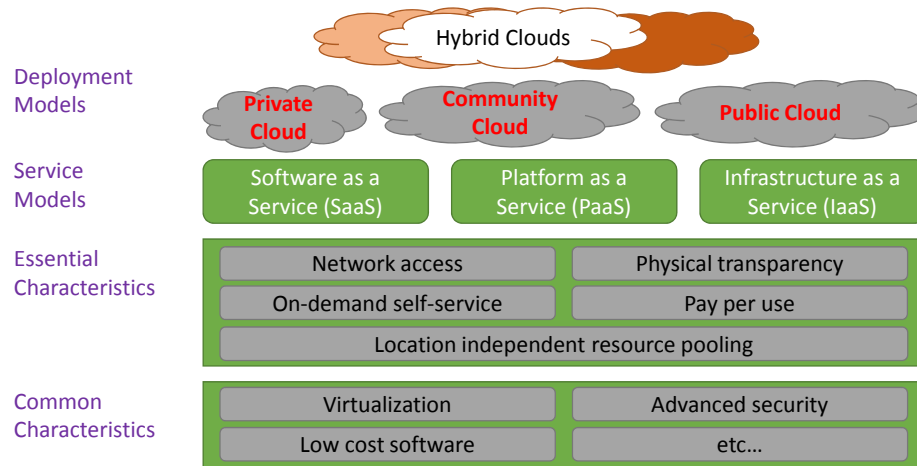 Hybrid Clouds
Deployment
Models
Private
Cloud
Community
Cloud
Public Cloud
Service
Models
Software as a
Service (SaaS)
Platform as a
Service (PaaS)
Infrastructure as a
Service (IaaS)
Essential
Characteristics
Network access
Physical transparency
On-demand self-service
Pay per use
Location independent resource pooling
Common
Characteristics
Virtualization
Advanced security
Low cost software
etc...